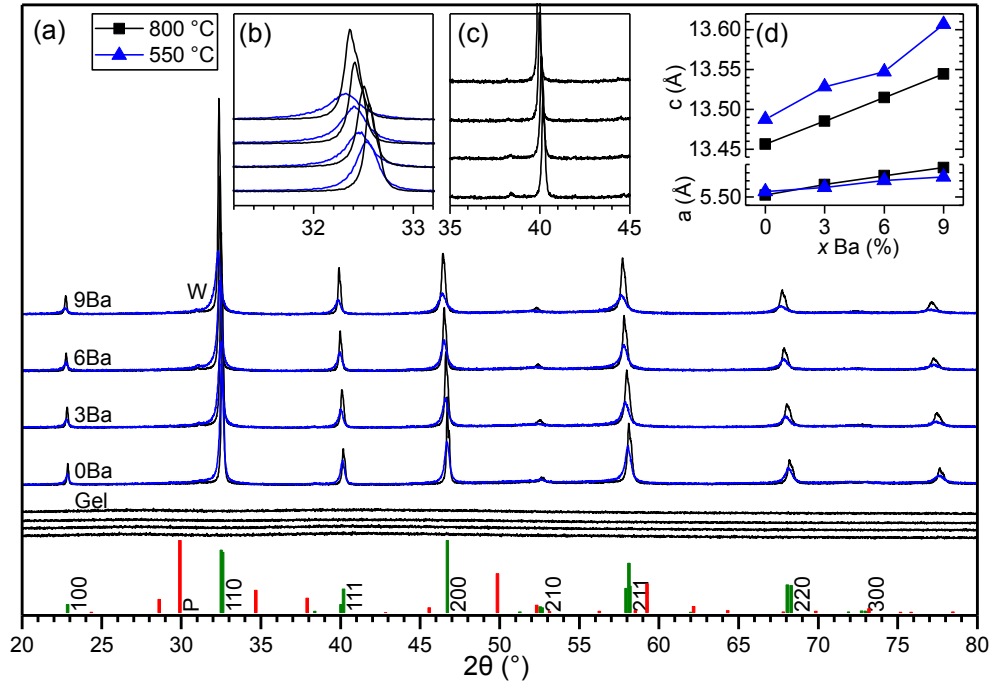 (a)
800 °C
550 °C
(b)
32
33
(c)
35
40
45
(d)
c (Å)
13.60
13.55
13.50
13.45
a (Å)
5.50
0
3
6
9
x Ba (%)
W
9Ba
6Ba
3Ba
0Ba
Gel
100
P
110
111
200
210
211
220
300
20
25
30
35
40
45
50
55
60
65
70
75
80
2θ (°)